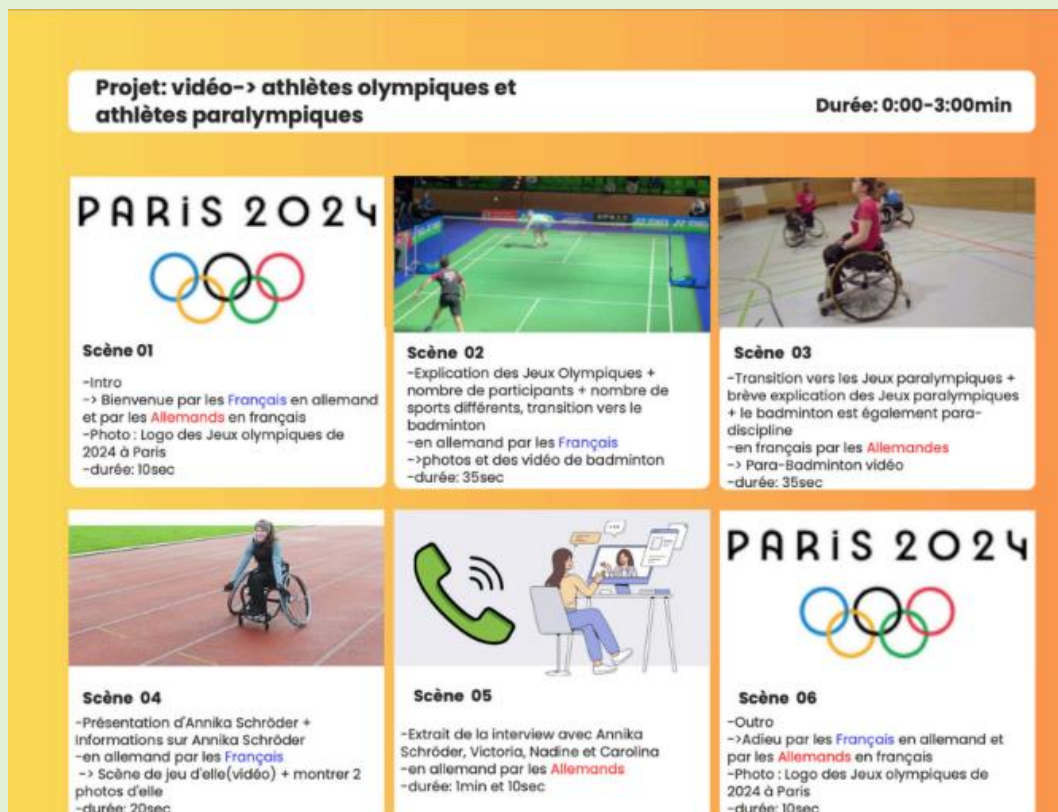 Projet: vidéo-> athlètes olympiques et
athlètes paralympiques
Durée: 0:00-3:00min
PARIS 2024
Scène 01
-Intro
-> Bienvenue par les Français en allemand
et par les Allemands en français
-Photo : Logo des Jeux olympiques de
2024 à Paris
-durée: 10sec
Scène 02
-Explication des Jeux Olympiques +
nombre de participants + nombre de
sports différents, transition vers le
badminton
-en allemand par les Français
->photos et des vidéo de badminton
-durée: 35sec
Scène 03
-Transition vers les Jeux paralympiques +
brève explication des Jeux paralympiques
+ le badminton est également para-
discipline
-en français par les Allemandes
-> Para-Badminton vidéo
-durée: 35sec
Scène 04
-Présentation d'Annika Schröder +
Informations sur Annika Schröder
-en allemand par les Français
-> Scène de jeu d'elle(vidéo) + montrer 2
photos d'elle
-durée: 20sec
Scène 05
-Extrait de la interview avec Annika
Schröder, Victoria, Nadine et Carolina
-en allemand par les Allemands
-durée: 1min et 10sec
PARIS 2024
Scène 06
-Outro
->Adieu par les Français en allemand et
par les Allemands en français
-Photo : Logo des Jeux olympiques de
2024 à Paris
-durée: 10sec